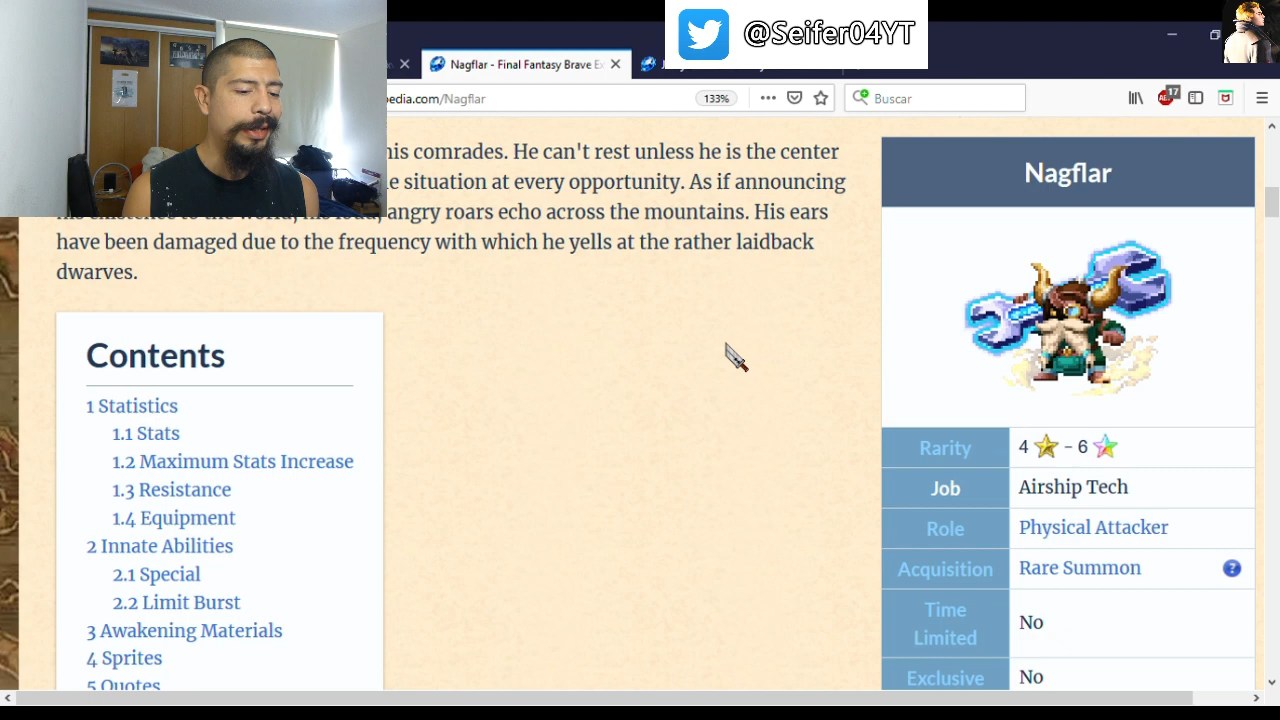 @Seifer04YT
Nagflar - Final Fantasy Brave Ex
pedia.com/Nagflar
133%
Buscar
17
his comrades. He can't rest unless he is the center
e situation at every opportunity. As if announcing
angry roars echo across the mountains. His ears
have been damaged due to the frequency with which he yells at the rather laidback
dwarves.
Contents
1 Statistics
1.1 Stats
1.2 Maximum Stats Increase
1.3 Resistance
1.4 Equipment
2 Innate Abilities
2.1 Special
2.2 Limit Burst
3 Awakening Materials
4 Sprites
5 Quotes
Nagflar
Rarity 4 - 6
Job Airship Tech
Role Physical Attacker
Acquisition Rare Summon ?
Time
Limited
No
Exclusive No